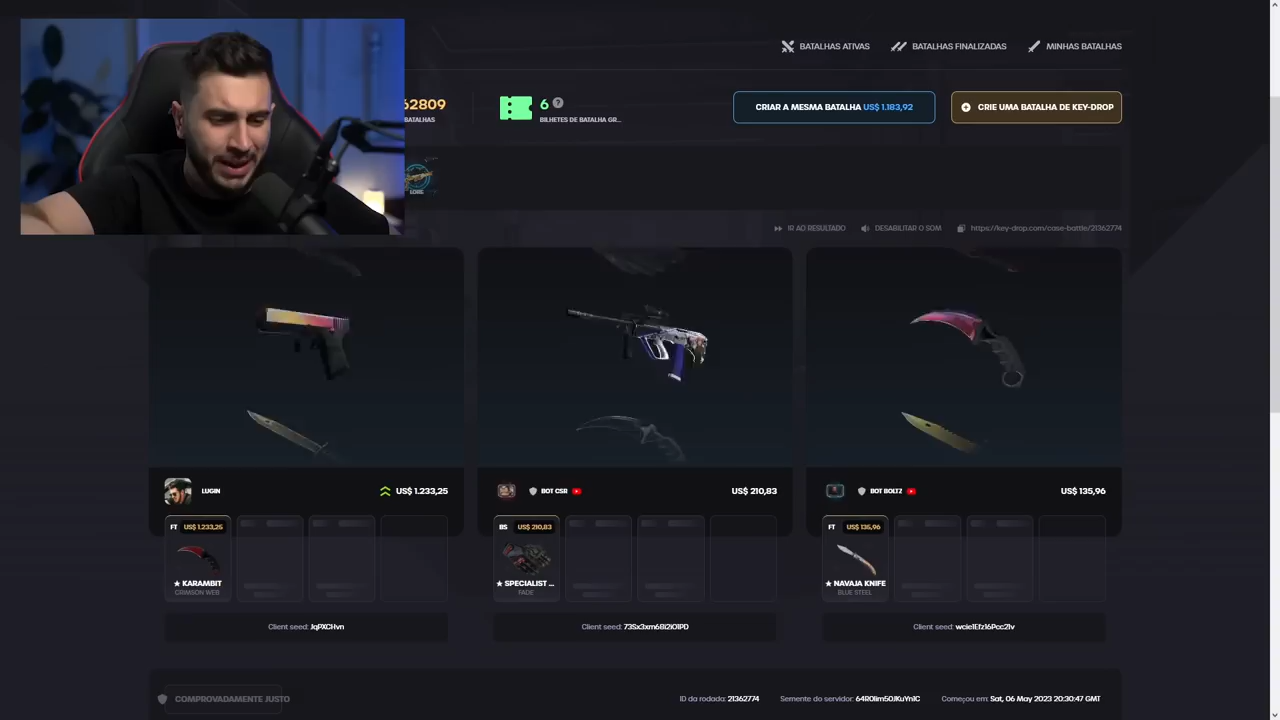 BATALHAS ATIVAS
BATALHAS FINALIZADAS
MINHAS BATALHAS
62809
BATALHAS
6
BILHETES DE BATALHA GR...
CRIAR A MESMA BATALHA US$ 1.183,92
CRIE UMA BATALHA DE KEY-DROP
IR AO RESULTADO
DESABILITAR O SOM
https://key-drop.com/case-battle/21362774
LUGIN
US$ 1.233,25
BOT CSR
US$ 210,83
BOT BOLTZ
US$ 135,96
FT US$ 1.233,25
★ KARAMBIT
CRIMSON WEB
BS US$ 210,83
★ SPECIALIST ...
FADE
FT US$ 135,96
★ NAVAJA KNIFE
BLUE STEEL
Client seed: JqPXCHvn
Client seed:
Client seed:
COMPROVADAMENTE JUSTO
ID da rodada: 21362774
Semente do servidor:
Começou em: Sat, 06 May 2023 20:30:47 GMT